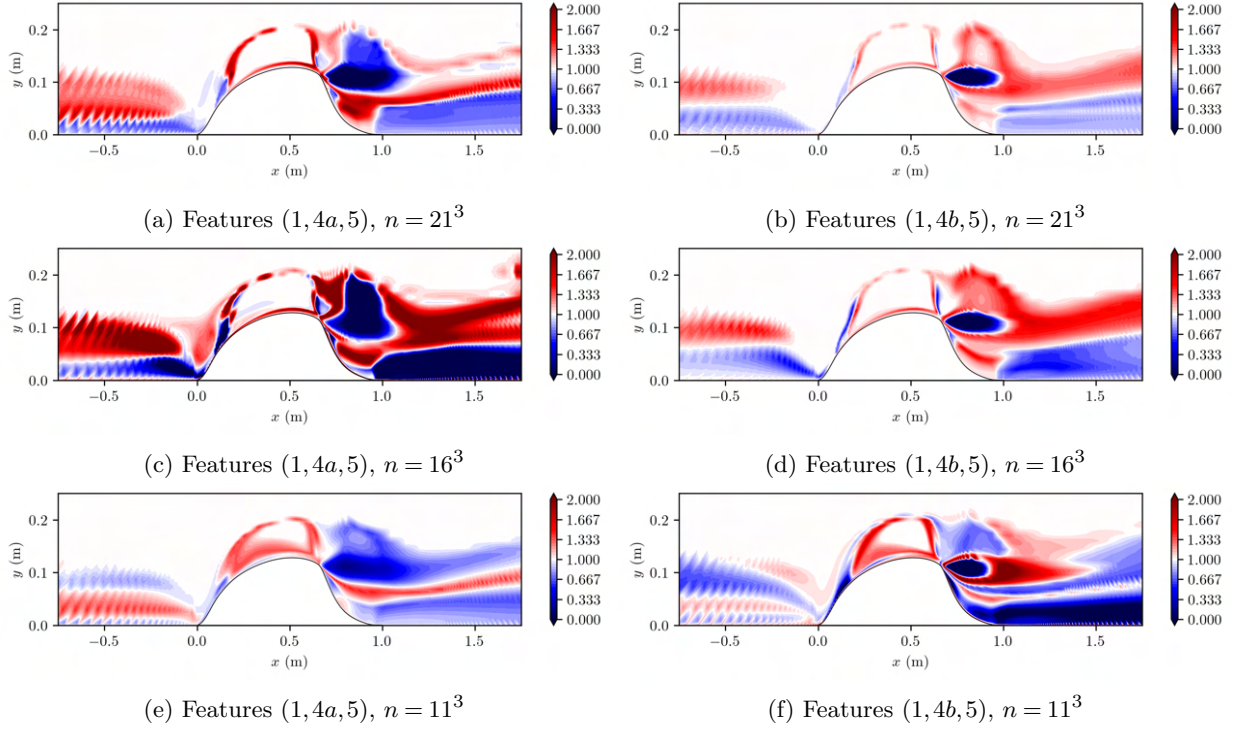 2.000
1.667
1.333
1.000
0.667
0.333
0.000
0.2
0.1
0.0
y (m)
−0.5 0.0 0.5 1.0 1.5
x (m)
(a) Features (1, 4a, 5), n = 21³
2.000
1.667
1.333
1.000
0.667
0.333
0.000
0.2
0.1
0.0
y (m)
−0.5 0.0 0.5 1.0 1.5
x (m)
(b) Features (1, 4b, 5), n = 21³
2.000
1.667
1.333
1.000
0.667
0.333
0.000
0.2
0.1
0.0
y (m)
−0.5 0.0 0.5 1.0 1.5
x (m)
(c) Features (1, 4a, 5), n = 16³
2.000
1.667
1.333
1.000
0.667
0.333
0.000
0.2
0.1
0.0
y (m)
−0.5 0.0 0.5 1.0 1.5
x (m)
(d) Features (1, 4b, 5), n = 16³
2.000
1.667
1.333
1.000
0.667
0.333
0.000
0.2
0.1
0.0
y (m)
−0.5 0.0 0.5 1.0 1.5
x (m)
(e) Features (1, 4a, 5), n = 11³
2.000
1.667
1.333
1.000
0.667
0.333
0.000
0.2
0.1
0.0
y (m)
−0.5 0.0 0.5 1.0 1.5
x (m)
(f) Features (1, 4b, 5), n = 11³